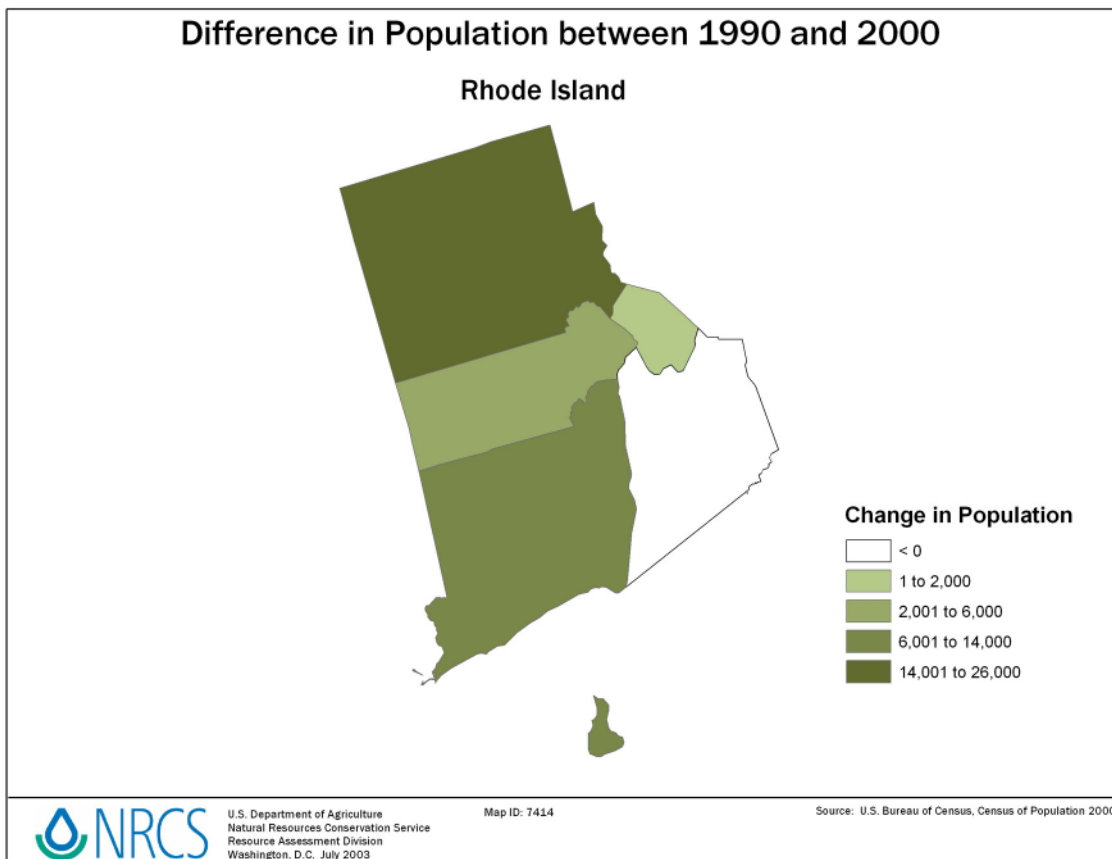 Difference in Population between 1990 and 2000
Rhode Island
Change in Population
< 0
1 to 2,000
2,001 to 6,000
6,001 to 14,000
14,001 to 26,000
NRCS
U.S. Department of Agriculture
Natural Resources Conservation Service
Resource Assessment Division
Washington, D.C. July 2003
Map ID: 7414
Source: U.S. Bureau of Census, Census of Population 2000